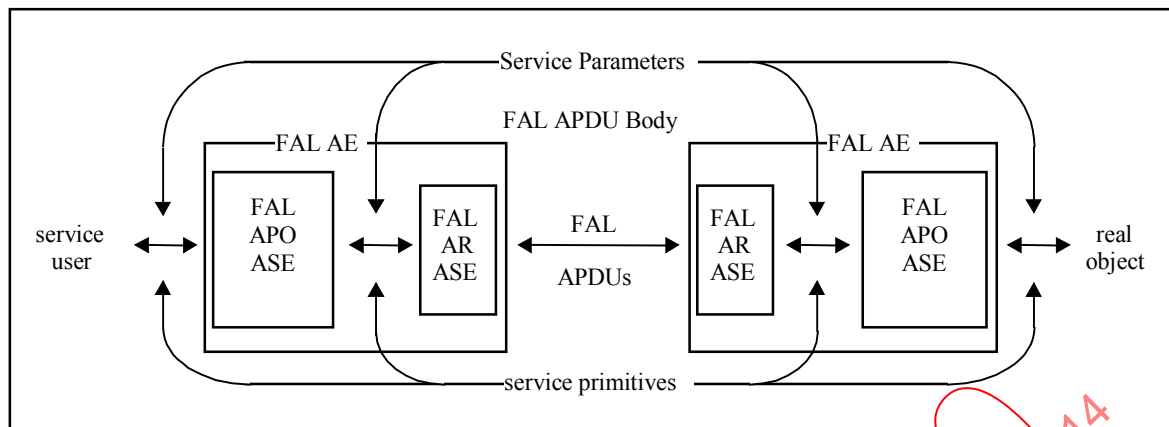 Service Parameters
FAL APDU Body
FAL AE
FAL AE
service
user
FAL
APO
ASE
FAL
AR
ASE
FAL
APDUs
FAL
AR
ASE
FAL
APO
ASE
real
object
service primitives
14